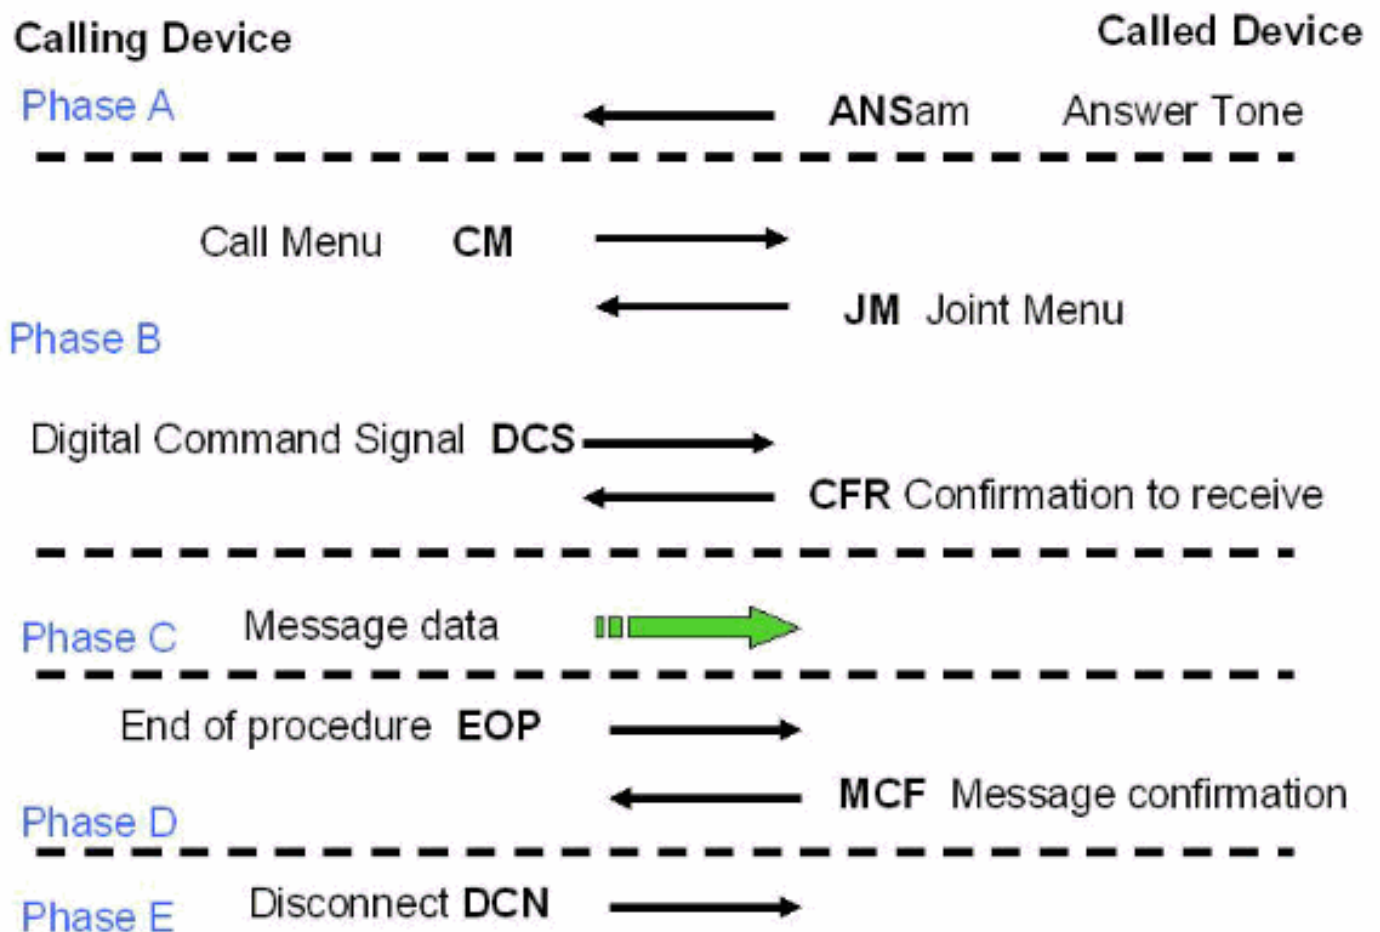 Calling Device
Called Device
Phase A
ANSam Answer Tone
Call Menu CM
JM Joint Menu
Phase B
Digital Command Signal DCS
CFR Confirmation to receive
Phase C Message data
End of procedure EOP
MCF Message confirmation
Phase D
Disconnect DCN
Phase E